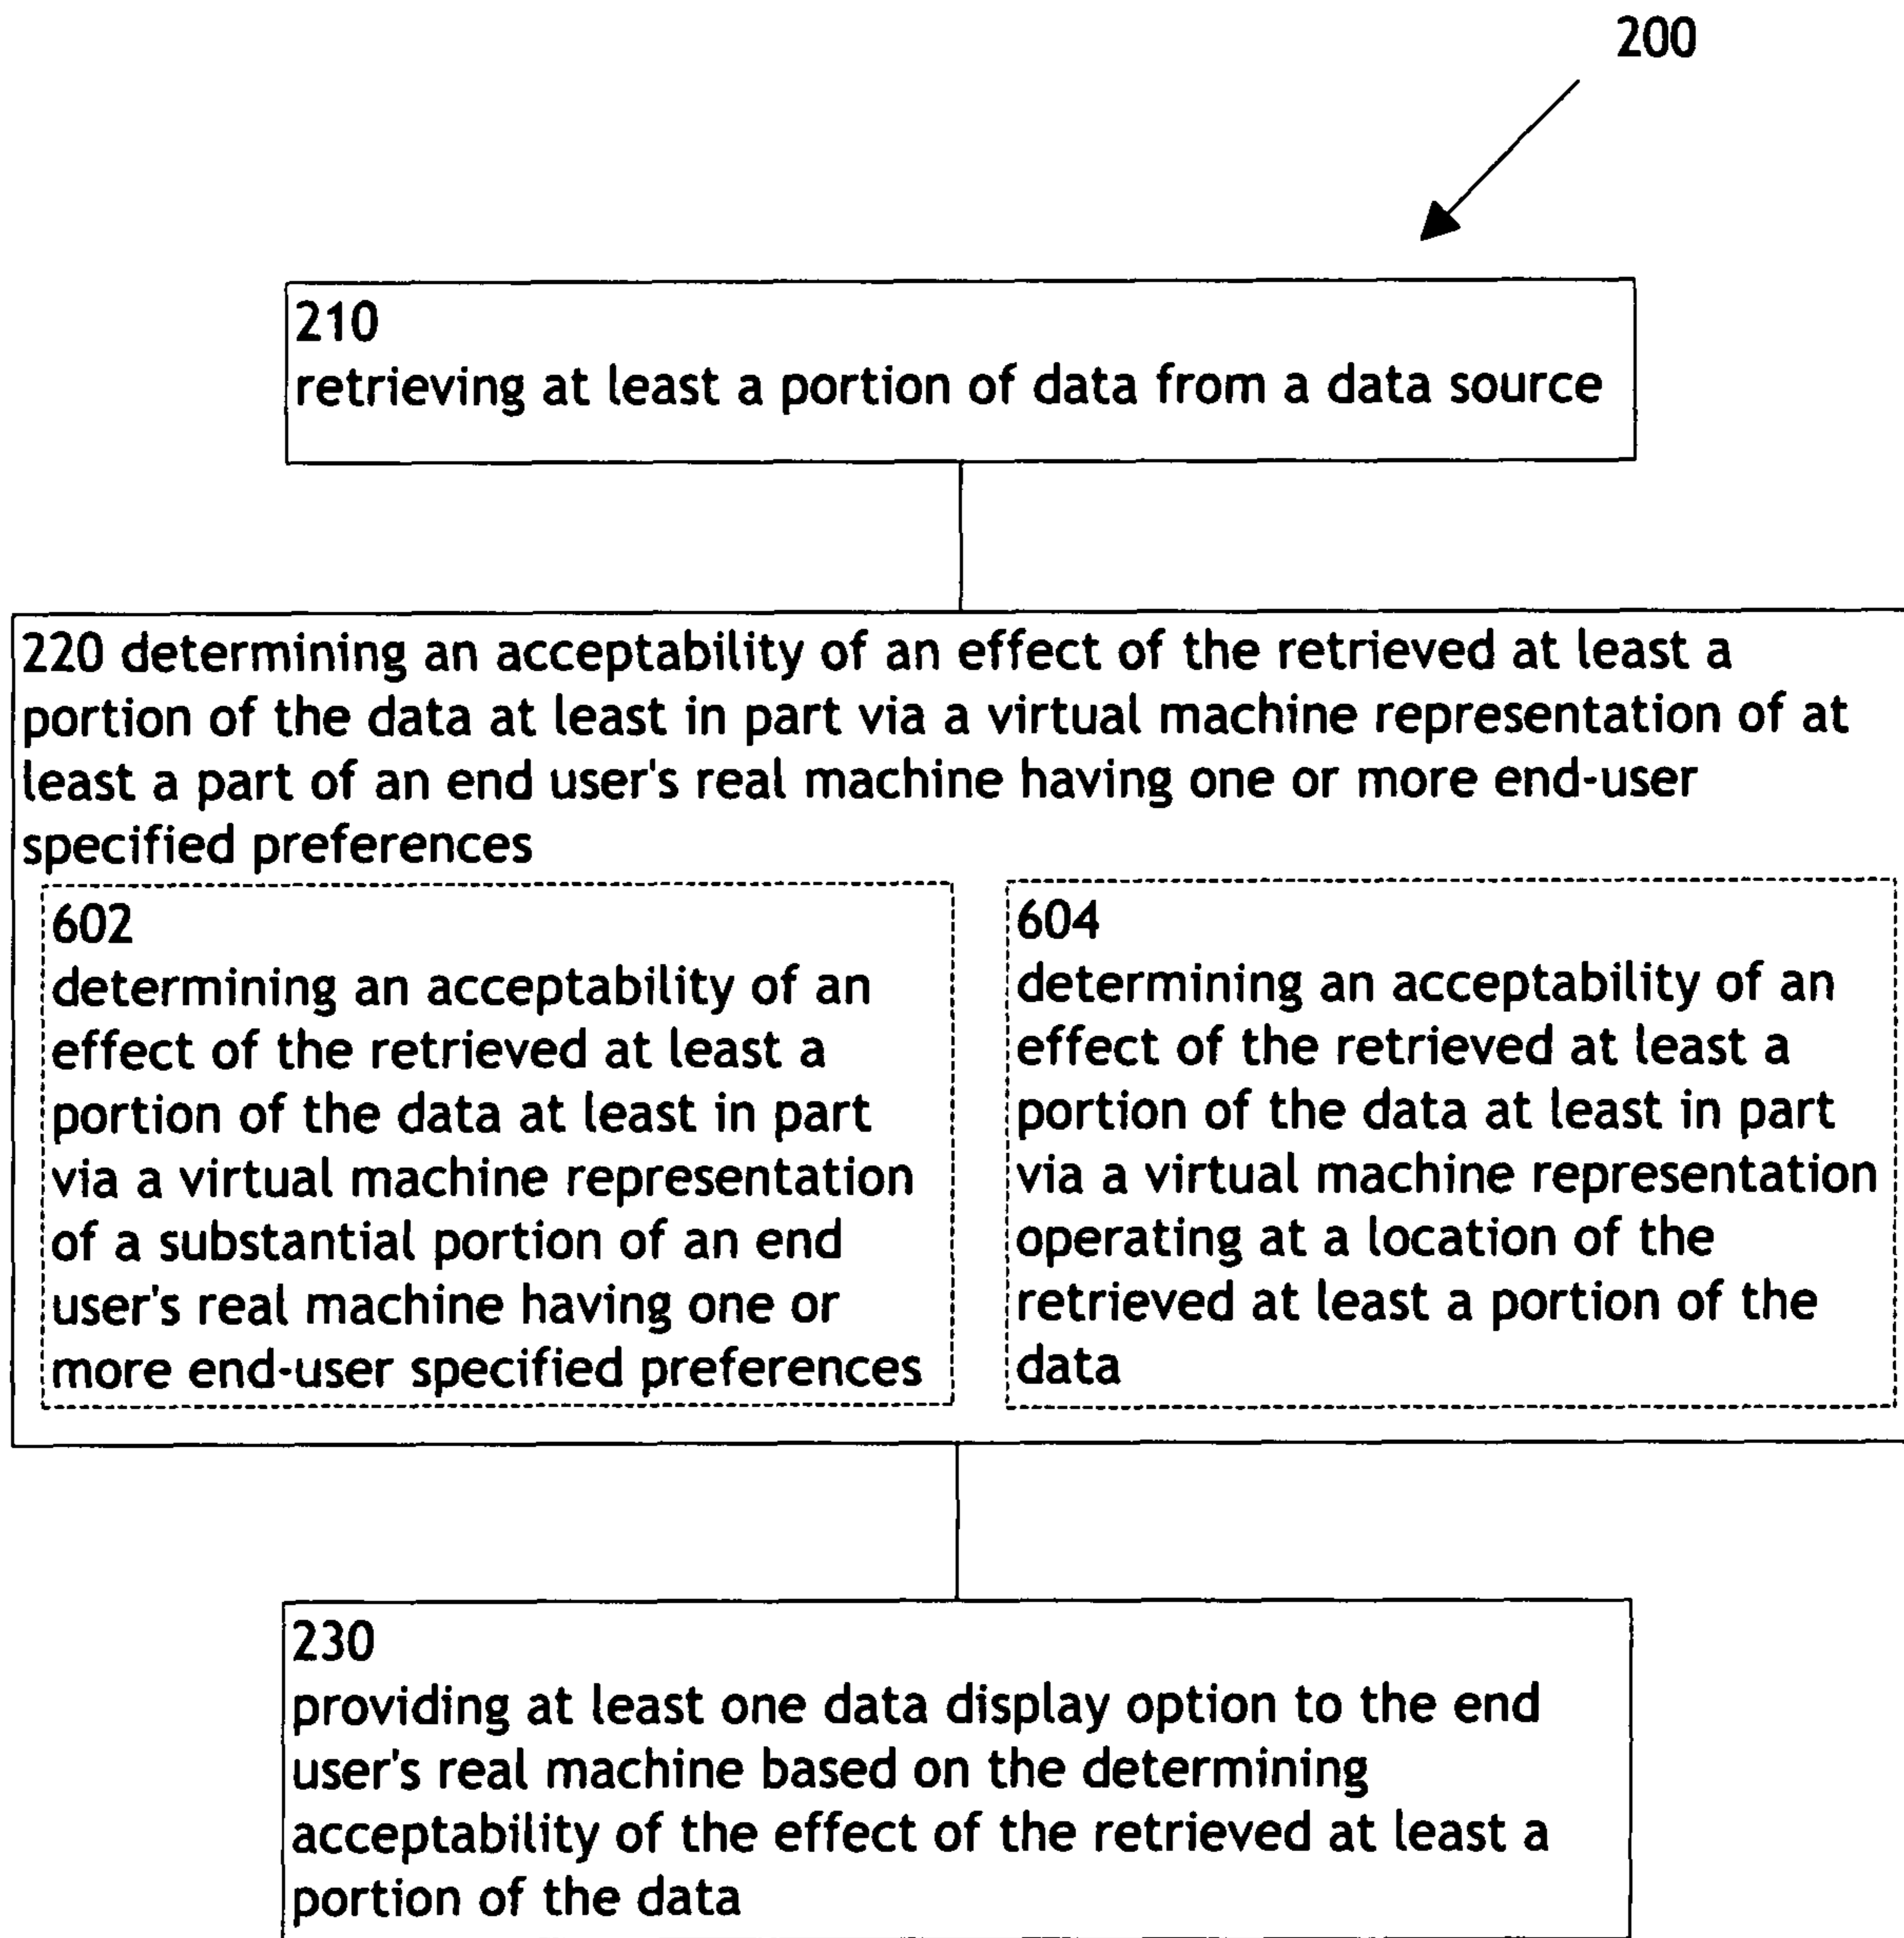 200
210
retrieving at least a portion of data from a data source
220 determining an acceptability of an effect of the retrieved at least a
portion of the data at least in part via a virtual machine representation of at
least a part of an end user's real machine having one or more end-user
specified preferences
602
determining an acceptability of an
effect of the retrieved at least a
portion of the data at least in part
via a virtual machine representation
of a substantial portion of an end
user's real machine having one or
more end-user specified preferences
604
determining an acceptability of an
effect of the retrieved at least a
portion of the data at least in part
via a virtual machine representation
operating at a location of the
retrieved at least a portion of the
data
230
providing at least one data display option to the end
user's real machine based on the determining
acceptability of the effect of the retrieved at least a
portion of the data